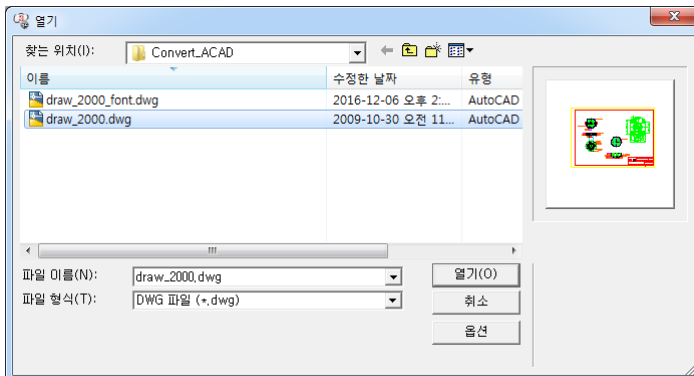 열기
찾는 위치(I): Convert_ACAD
이름 수정한 날짜 유형
draw_2000_font.dwg 2016-12-06 오후 2:... AutoCAD
draw_2000.dwg 2009-10-30 오전 11... AutoCAD
파일 이름(N): draw_2000.dwg 열기(O)
파일 형식(T): DWG 파일 (*.dwg) 취소
옵션